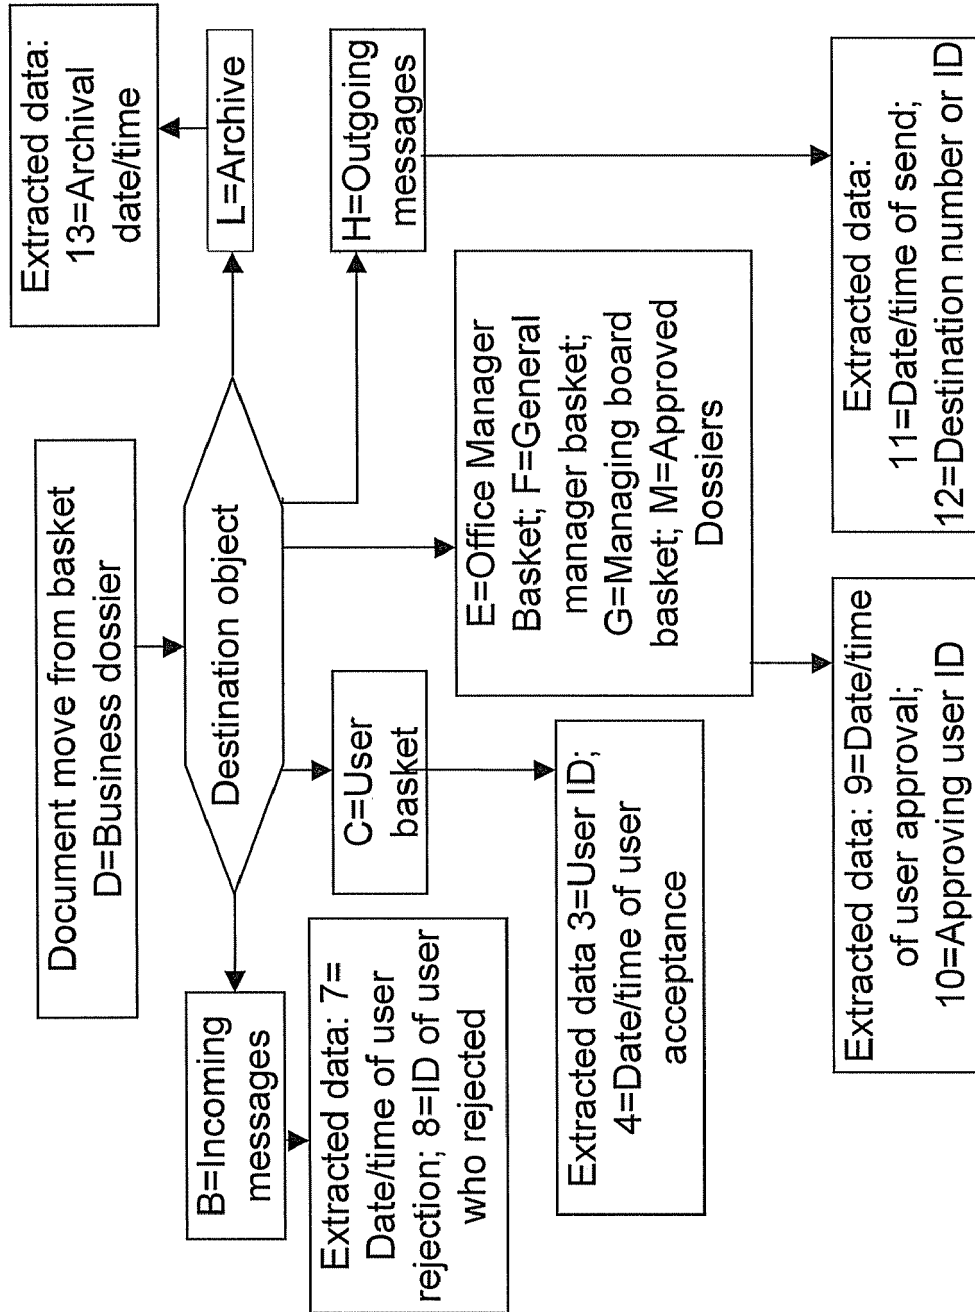 Document move from basket
D=Business dossier
Destination object
B=Incoming
messages
Extracted data: 7=
Date/time of user
rejection; 8=ID of user
who rejected
C=User
basket
Extracted data 3=User ID;
4=Date/time of user
acceptance
E=Office Manager
Basket; F=General
manager basket;
G=Managing board
basket; M=Approved
Dossiers
Extracted data: 9=Date/time
of user approval;
10=Approving user ID
H=Outgoing
messages
Extracted data:
11=Date/time of send;
12=Destination number or ID
L=Archive
Extracted data:
13=Archival
date/time